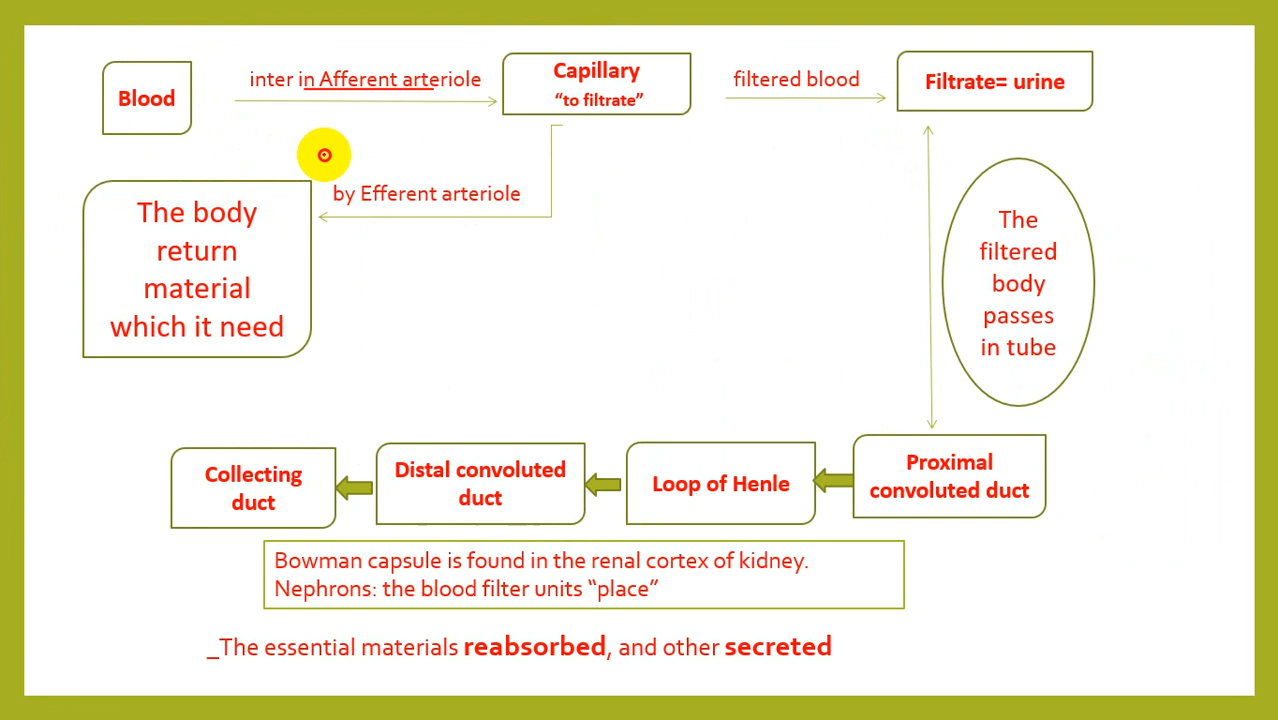 Blood
inter in Afferent arteriole
Capillary
“to filtrate”
filtered blood
Filtrate= urine
by Efferent arteriole
The body
return
material
which it need
The
filtered
body
passes
in tube
Collecting
duct
Distal convoluted
duct
Loop of Henle
Proximal
convoluted duct
Bowman capsule is found in the renal cortex of kidney.
Nephrons: the blood filter units “place”
_The essential materials reabsorbed, and other secreted